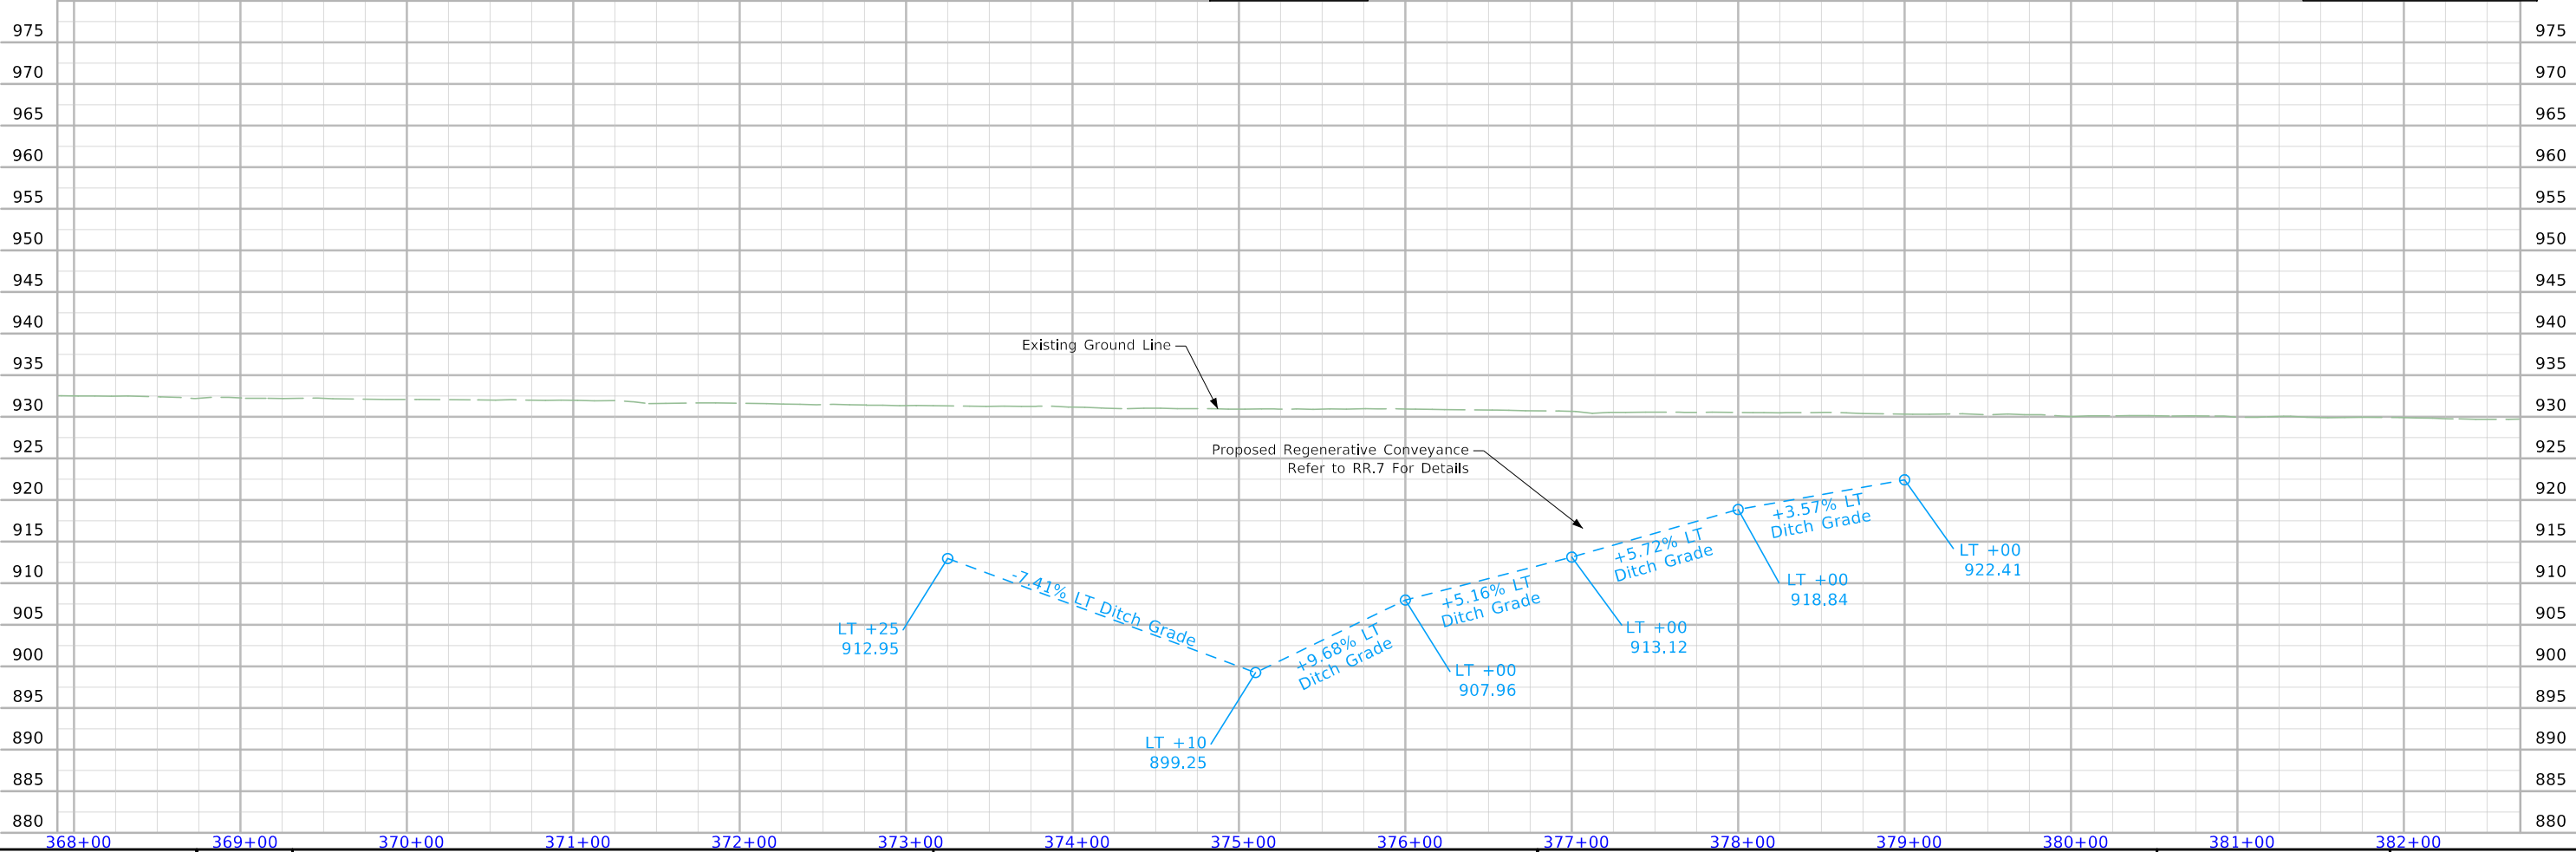 975 975
970 970
965 965
960 960
955 955
950 950
945 945
940 940
Existing Ground Line
935 935
930 930
Proposed Regenerative Conveyance
Refer to RR.7 For Details
925 925
920 920
+3.57% LT
Ditch Grade
915 915
+5.72% LT
Ditch Grade
LT +00
922.41
910 910
-7.41% LT Ditch Grade
+5.16% LT
Ditch Grade
LT +00
918.84
905 905
LT +25
912.95
+9.68% LT
Ditch Grade
LT +00
913.12
900 900
LT +00
907.96
895 895
890 890
LT +10
899.25
885 885
880 880
368+00 369+00 370+00 371+00 372+00 373+00 374+00 375+00 376+00 377+00 378+00 379+00 380+00 381+00 382+00